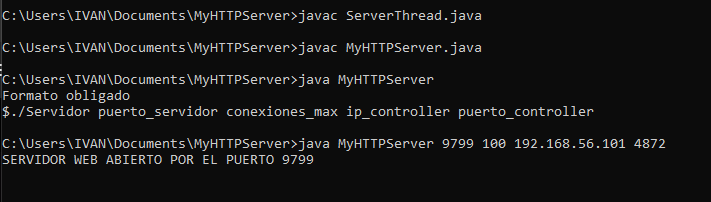 C:\Users\IVAN\Documents\MyHTTPServer>javac ServerThread.java
C:\Users\IVAN\Documents\MyHTTPServer>javac MyHTTPServer.java
C:\Users\IVAN\Documents\MyHTTPServer>java MyHTTPServer
Formato obligado
$./Servidor puerto_servidor conexiones_max ip_controller puerto_controller
C:\Users\IVAN\Documents\MyHTTPServer>java MyHTTPServer 9799 100 192.168.56.101 4872
SERVIDOR WEB ABIERTO POR EL PUERTO 9799